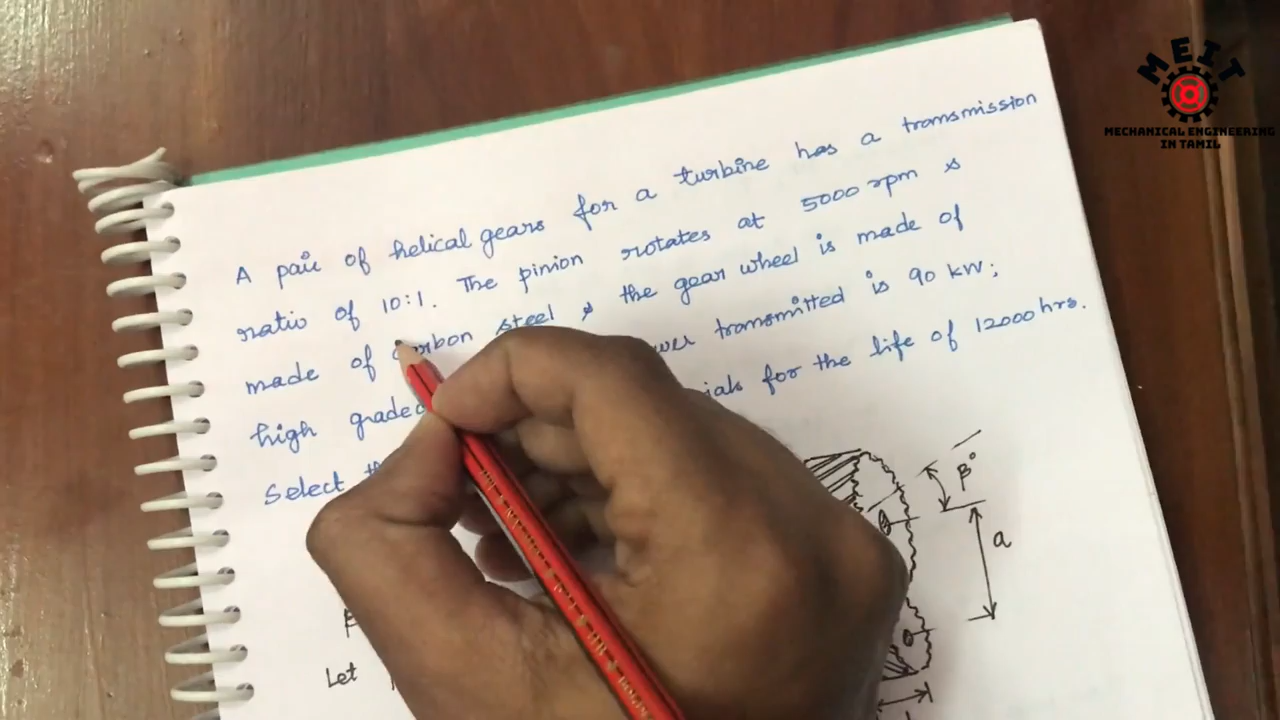 A pair of helical gears for a turbine has a transmission
ratio of 10:1. The pinion rotates at 5000 rpm &
made of carbon steel & the gear wheel is made of
high graded transmitted is 90 kW;
Select for the life of 12000 hrs.
β°
a
Let
MEIT
MECHANICAL ENGINEERING
IN TAMIL